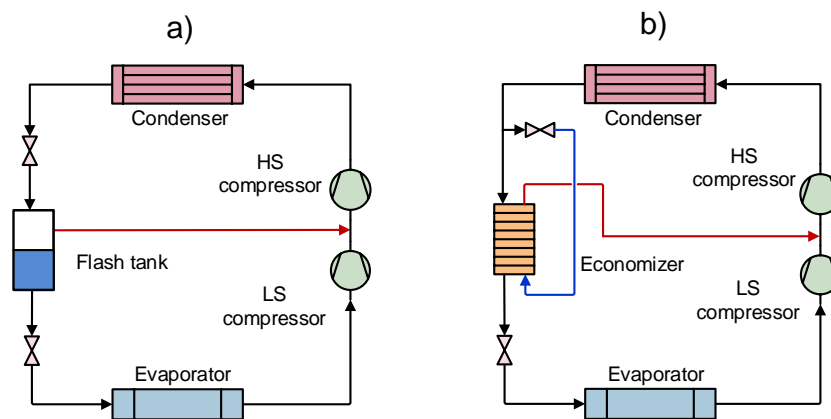 a)
Condenser
HS
compressor
Flash tank
LS
compressor
Evaporator
b)
Condenser
HS
compressor
Economizer
LS
compressor
Evaporator